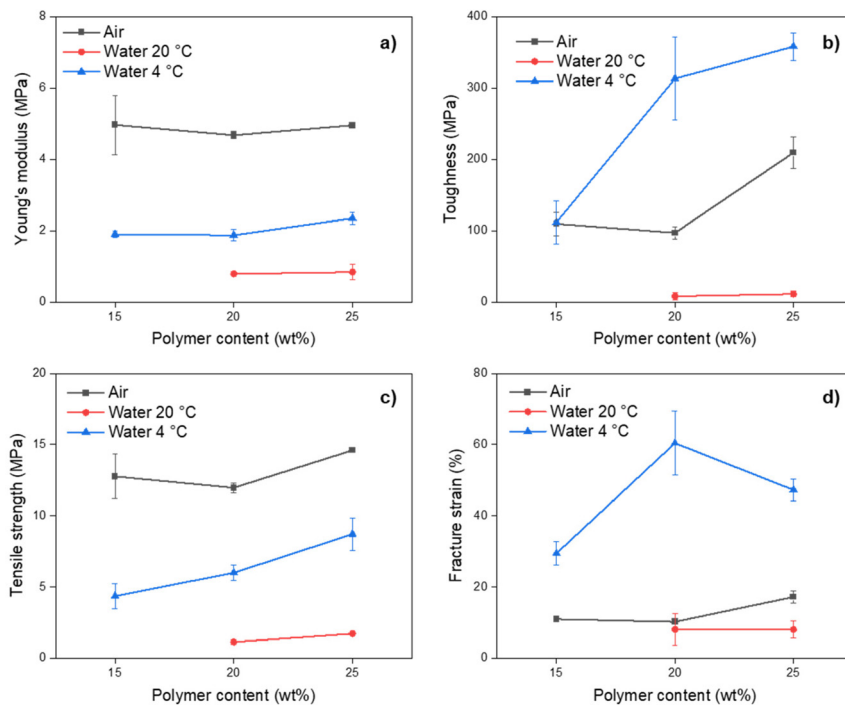 8
6
4
2
0
Young's modulus (MPa)
Air
Water 20 °C
Water 4 °C
a)
15
20
25
Polymer content (wt%)
400
300
200
100
0
Toughness (MPa)
Air
Water 20 °C
Water 4 °C
b)
15
20
25
Polymer content (wt%)
20
15
10
5
0
Tensile strength (MPa)
Air
Water 20 °C
Water 4 °C
c)
15
20
25
Polymer content (wt%)
80
60
40
20
0
Fracture strain (%)
Air
Water 20 °C
Water 4 °C
d)
15
20
25
Polymer content (wt%)